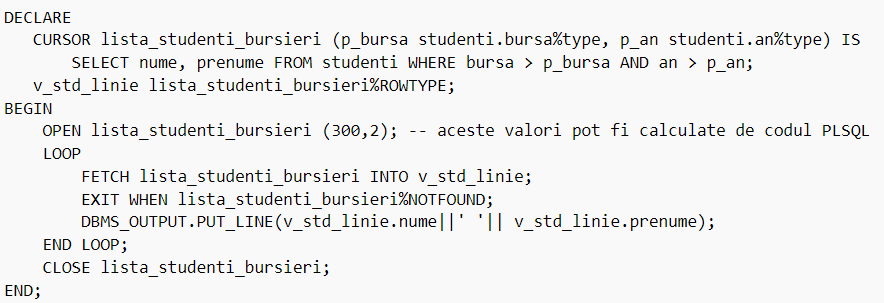 DECLARE
CURSOR lista_studenti_bursieri (p_bursa studenti.bursa%type, p_an studenti.an%type) IS
SELECT nume, prenume FROM studenti WHERE bursa > p_bursa AND an > p_an;
v_std_linie lista_studenti_bursieri%ROWTYPE;
BEGIN
OPEN lista_studenti_bursieri (300,2); -- aceste valori pot fi calculate de codul PLSQL
LOOP
FETCH lista_studenti_bursieri INTO v_std_linie;
EXIT WHEN lista_studenti_bursieri%NOTFOUND;
DBMS_OUTPUT.PUT_LINE(v_std_linie.nume||' '|| v_std_linie.prenume);
END LOOP;
CLOSE lista_studenti_bursieri;
END;